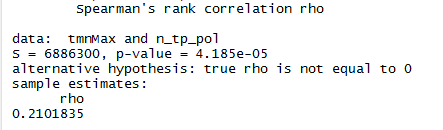 Spearman's rank correlation rho
data: tmnMax and n_tp_pol
S = 6886300, p-value = 4.185e-05
alternative hypothesis: true rho is not equal to 0
sample estimates:
rho
0.2101835